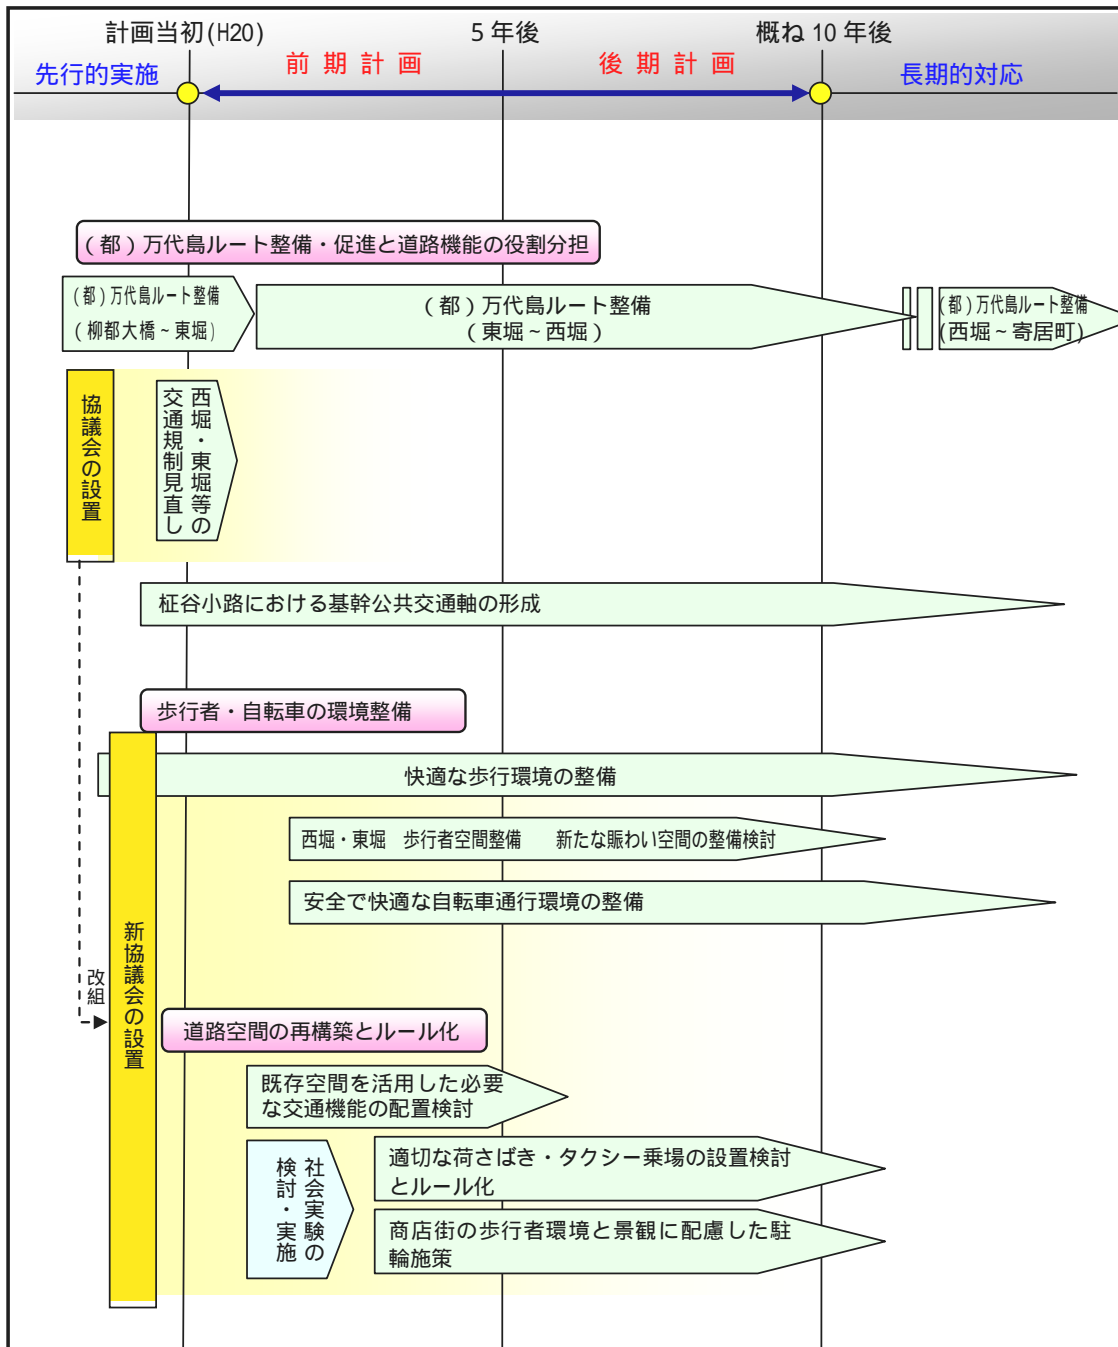 計画当初(H20)
5年後
概ね10年後
先行的実施
前期計画
後期計画
長期的対応
(都)万代島ルート整備・促進と道路機能の役割分担
(都)万代島ルート整備
(柳都大橋~東堀)
(都)万代島ルート整備
(東堀~西堀)
(都)万代島ルート整備
(西堀~寄居町)
協議会の設置
西堀・東堀等の
交通規制見直し
柾谷小路における基幹公共交通軸の形成
歩行者・自転車の環境整備
快適な歩行環境の整備
西堀・東堀 歩行者空間整備 新たな賑わい空間の整備検討
安全で快適な自転車通行環境の整備
改組
新協議会の設置
道路空間の再構築とルール化
既存空間を活用した必要
な交通機能の配置検討
社会実験の
検討・実施
適切な荷さばき・タクシー乗場の設置検討
とルール化
商店街の歩行者環境と景観に配慮した駐
輪施策